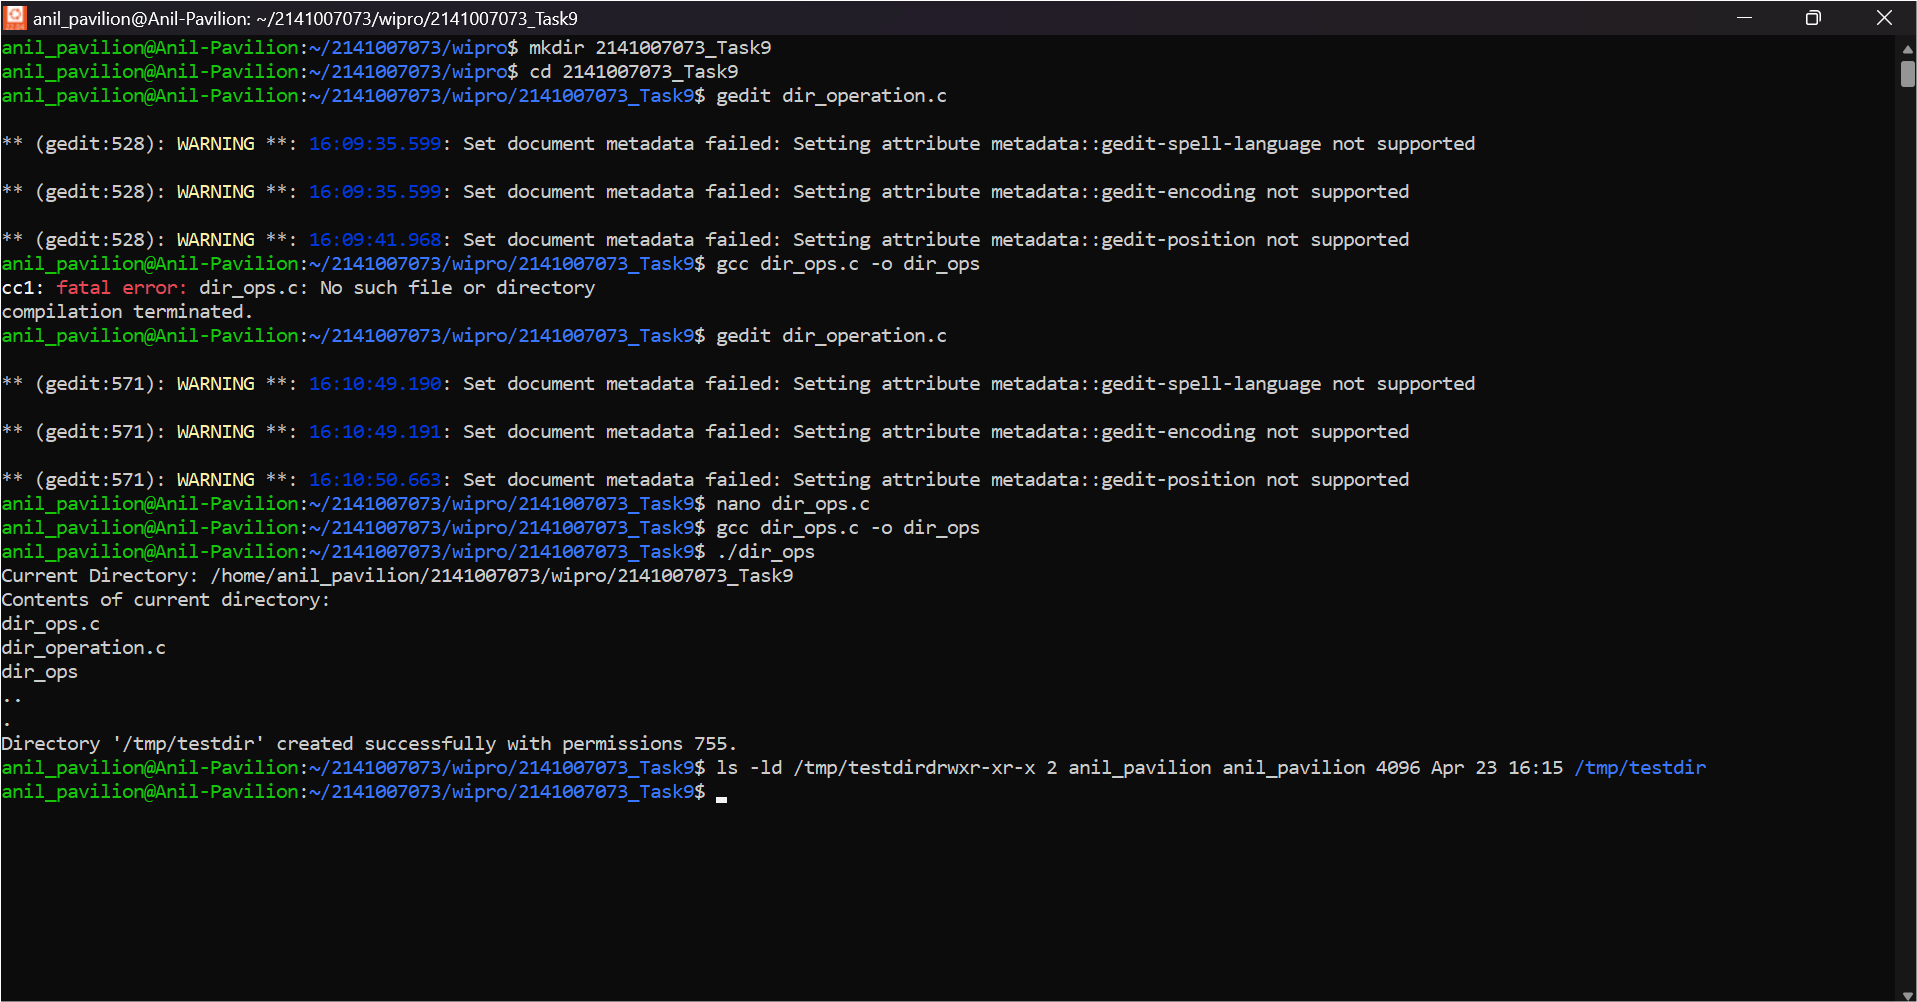 anil_pavilion@Anil-Pavilion: ~/2141007073/wipro/2141007073_Task9
anil_pavilion@Anil-Pavilion:~/2141007073/wipro$ mkdir 2141007073_Task9
anil_pavilion@Anil-Pavilion:~/2141007073/wipro$ cd 2141007073_Task9
anil_pavilion@Anil-Pavilion:~/2141007073/wipro/2141007073_Task9$ gedit dir_operation.c
** (gedit:528): WARNING **: 16:09:35.599: Set document metadata failed: Setting attribute metadata::gedit-spell-language not supported
** (gedit:528): WARNING **: 16:09:35.599: Set document metadata failed: Setting attribute metadata::gedit-encoding not supported
** (gedit:528): WARNING **: 16:09:41.968: Set document metadata failed: Setting attribute metadata::gedit-position not supported
anil_pavilion@Anil-Pavilion:~/2141007073/wipro/2141007073_Task9$ gcc dir_ops.c -o dir_ops
cc1: fatal error: dir_ops.c: No such file or directory
compilation terminated.
anil_pavilion@Anil-Pavilion:~/2141007073/wipro/2141007073_Task9$ gedit dir_operation.c
** (gedit:571): WARNING **: 16:10:49.190: Set document metadata failed: Setting attribute metadata::gedit-spell-language not supported
** (gedit:571): WARNING **: 16:10:49.191: Set document metadata failed: Setting attribute metadata::gedit-encoding not supported
** (gedit:571): WARNING **: 16:10:50.663: Set document metadata failed: Setting attribute metadata::gedit-position not supported
anil_pavilion@Anil-Pavilion:~/2141007073/wipro/2141007073_Task9$ nano dir_ops.c
anil_pavilion@Anil-Pavilion:~/2141007073/wipro/2141007073_Task9$ gcc dir_ops.c -o dir_ops
anil_pavilion@Anil-Pavilion:~/2141007073/wipro/2141007073_Task9$ ./dir_ops
Current Directory: /home/anil_pavilion/2141007073/wipro/2141007073_Task9
Contents of current directory:
dir_ops.c
dir_operation.c
dir_ops
..
.
Directory '/tmp/testdir' created successfully with permissions 755.
anil_pavilion@Anil-Pavilion:~/2141007073/wipro/2141007073_Task9$ ls -ld /tmp/testdirdrwxr-xr-x 2 anil_pavilion anil_pavilion 4096 Apr 23 16:15 /tmp/testdir
anil_pavilion@Anil-Pavilion:~/2141007073/wipro/2141007073_Task9$